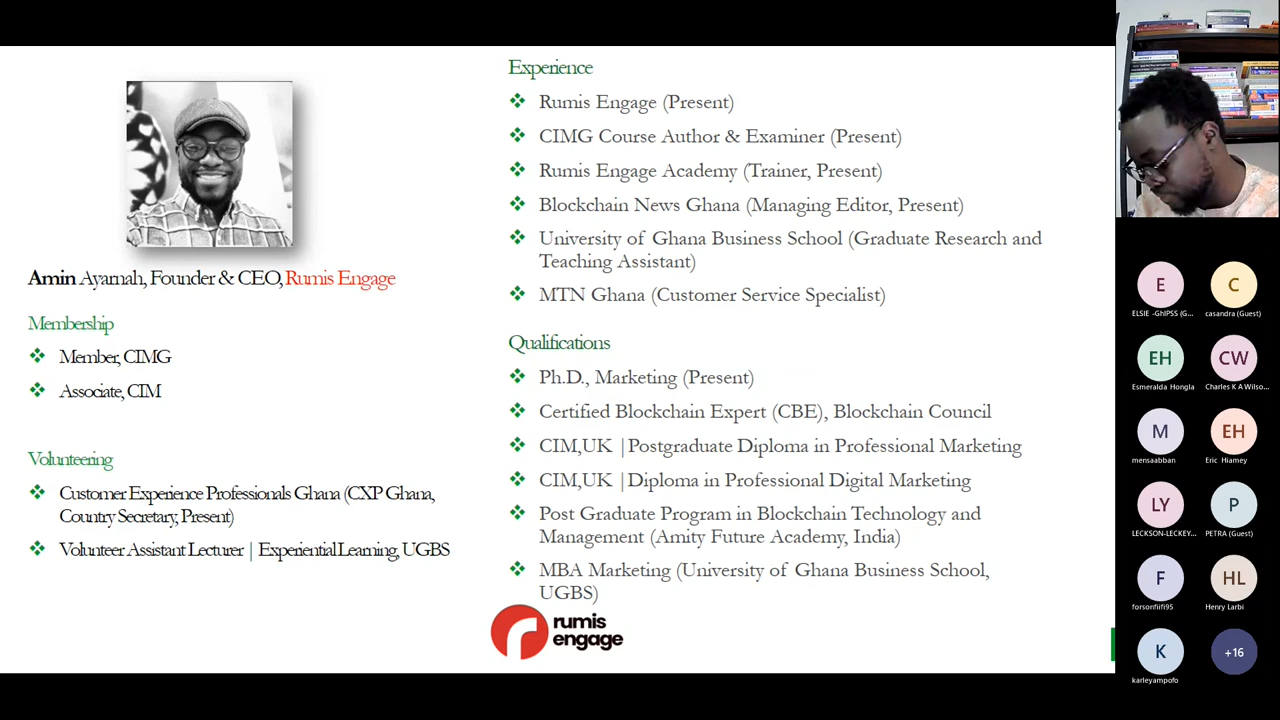 Amin Ayarnah, Founder & CEO, Rumis Engage
Membership
Member, CIMG
Associate, CIM
Volunteering
Customer Experience Professionals Ghana (CXP Ghana,
Country Secretary, Present)
Volunteer Assistant Lecturer | Experiential Learning, UGBS
Experience
Rumis Engage (Present)
CIMG Course Author & Examiner (Present)
Rumis Engage Academy (Trainer, Present)
Blockchain News Ghana (Managing Editor, Present)
University of Ghana Business School (Graduate Research and
Teaching Assistant)
MTN Ghana (Customer Service Specialist)
Qualifications
Ph.D., Marketing (Present)
Certified Blockchain Expert (CBE), Blockchain Council
CIM,UK |Postgraduate Diploma in Professional Marketing
CIM,UK |Diploma in Professional Digital Marketing
Post Graduate Program in Blockchain Technology and
Management (Amity Future Academy, India)
MBA Marketing (University of Ghana Business School,
UGBS)
rumis
engage
E
ELSIE -GhIPSS (G...
C
casandra (Guest)
EH
Esmeralda Hongla
CW
Charles K A Wilso...
M
mensaabban
EH
Eric Hiamey
LY
LECKSON-LECKEY...
P
PETRA (Guest)
F
forsonfiifi95
HL
Henry Larbi
K
karleyampofo
+16